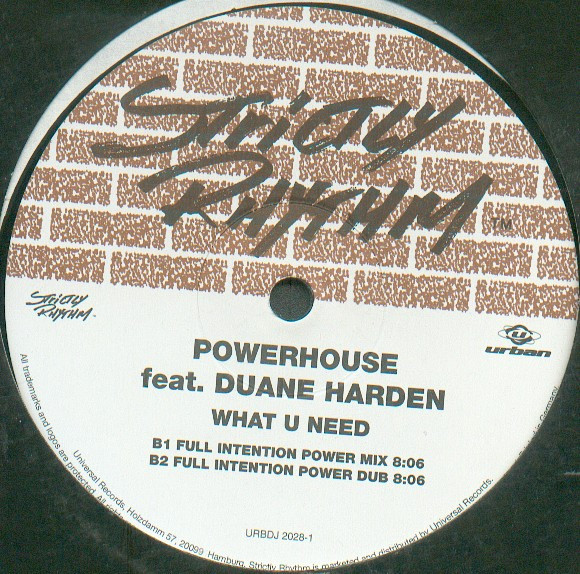 STRICTLY
RHYTHM
TM
STRICTLY
RHYTHM.
U
urban
POWERHOUSE
feat. DUANE HARDEN
WHAT U NEED
B1 FULL INTENTION POWER MIX 8:06
B2 FULL INTENTION POWER DUB 8:06
URBDJ 2028-1
All trademarks and logos are protected. All
Universal Records, Holzdamm 57, 20099 Hamburg, Strictly Rhythm is marketed and distributed by Universal Records.
Germany